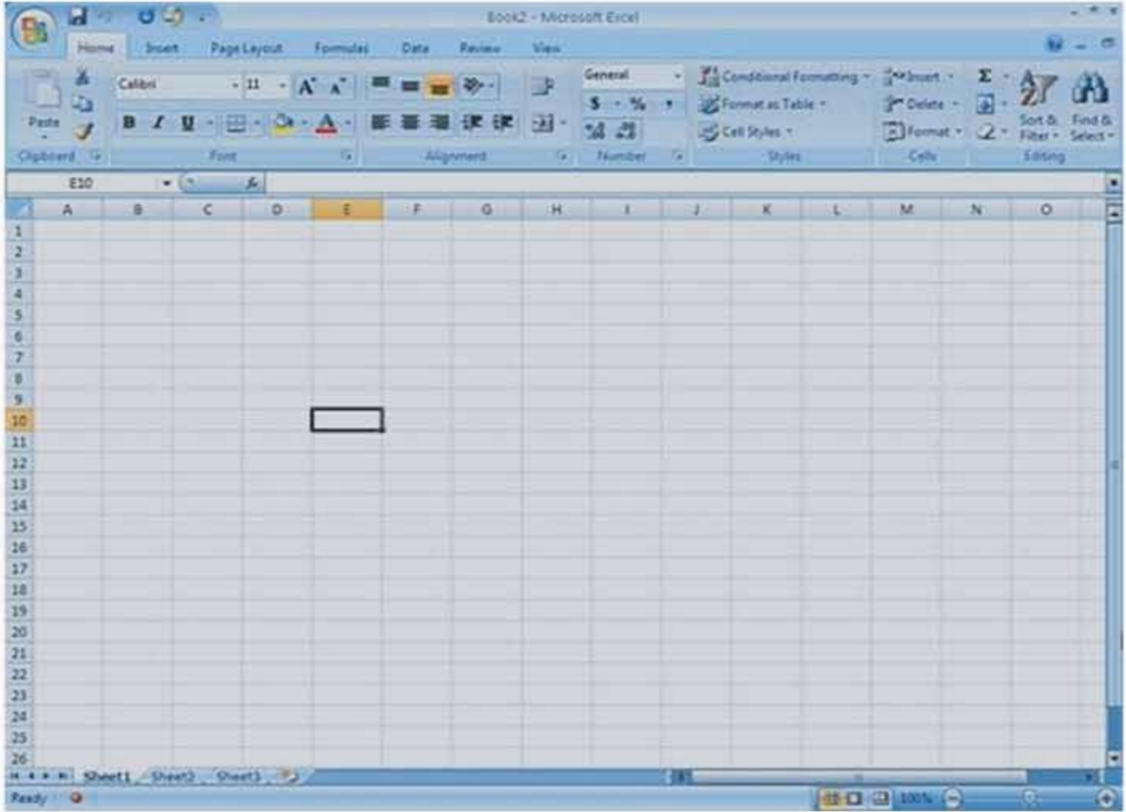 Book2 - Microsoft Excel
Home Insert Page Layout Formulas Data Review View
Calibri 11 General Conditional Formatting Insert Σ
Paste B I U A $ % , Format as Table Delete Sort & Filter Find & Select
Cell Styles Format
Clipboard Font Alignment Number Styles Cells Editing
E10 fx
A B C D E F G H I J K L M N O
1
2
3
4
5
6
7
8
9
10
11
12
13
14
15
16
17
18
19
20
21
22
23
24
25
26
Sheet1 Sheet2 Sheet3
Ready 100%